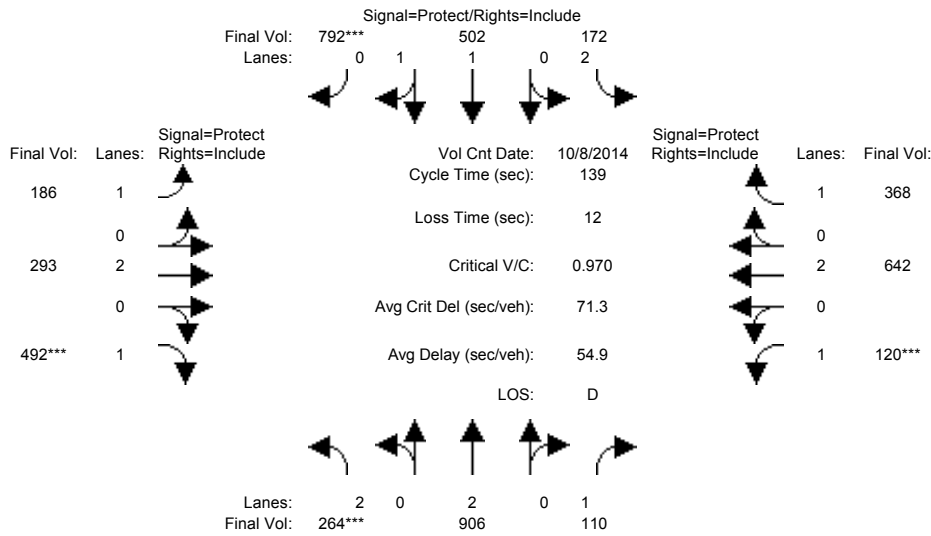 Signal=Protect/Rights=Include
Final Vol: 792*** 502 172
Lanes: 0 1 1 0 2
Signal=Protect Signal=Protect
Final Vol: Lanes: Rights=Include Vol Cnt Date: 10/8/2014 Rights=Include Lanes: Final Vol:
Cycle Time (sec): 139
186 1 1 368
Loss Time (sec): 12
0 0
293 2 Critical V/C: 0.970 2 642
0 Avg Crit Del (sec/veh): 71.3 0
492*** 1 Avg Delay (sec/veh): 54.9 1 120***
LOS: D
Lanes: 2 0 2 0 1
Final Vol: 264*** 906 110